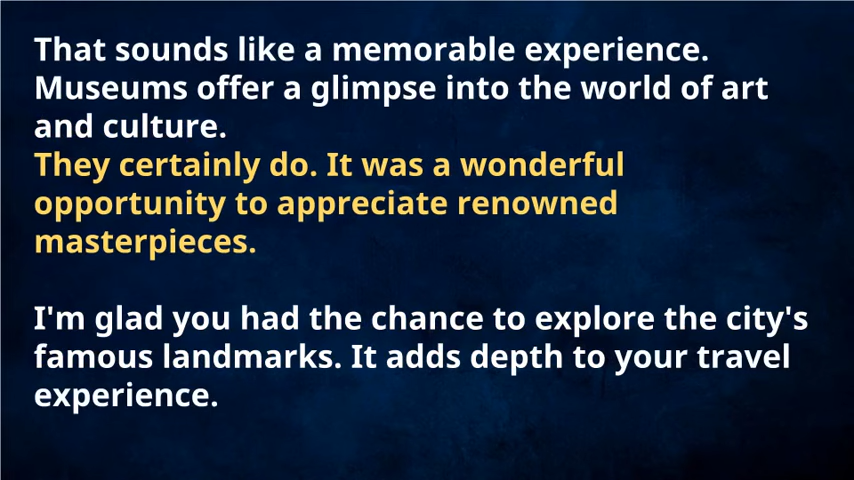 That sounds like a memorable experience.
Museums offer a glimpse into the world of art
and culture.
They certainly do. It was a wonderful
opportunity to appreciate renowned
masterpieces.
I'm glad you had the chance to explore the city's
famous landmarks. It adds depth to your travel
experience.